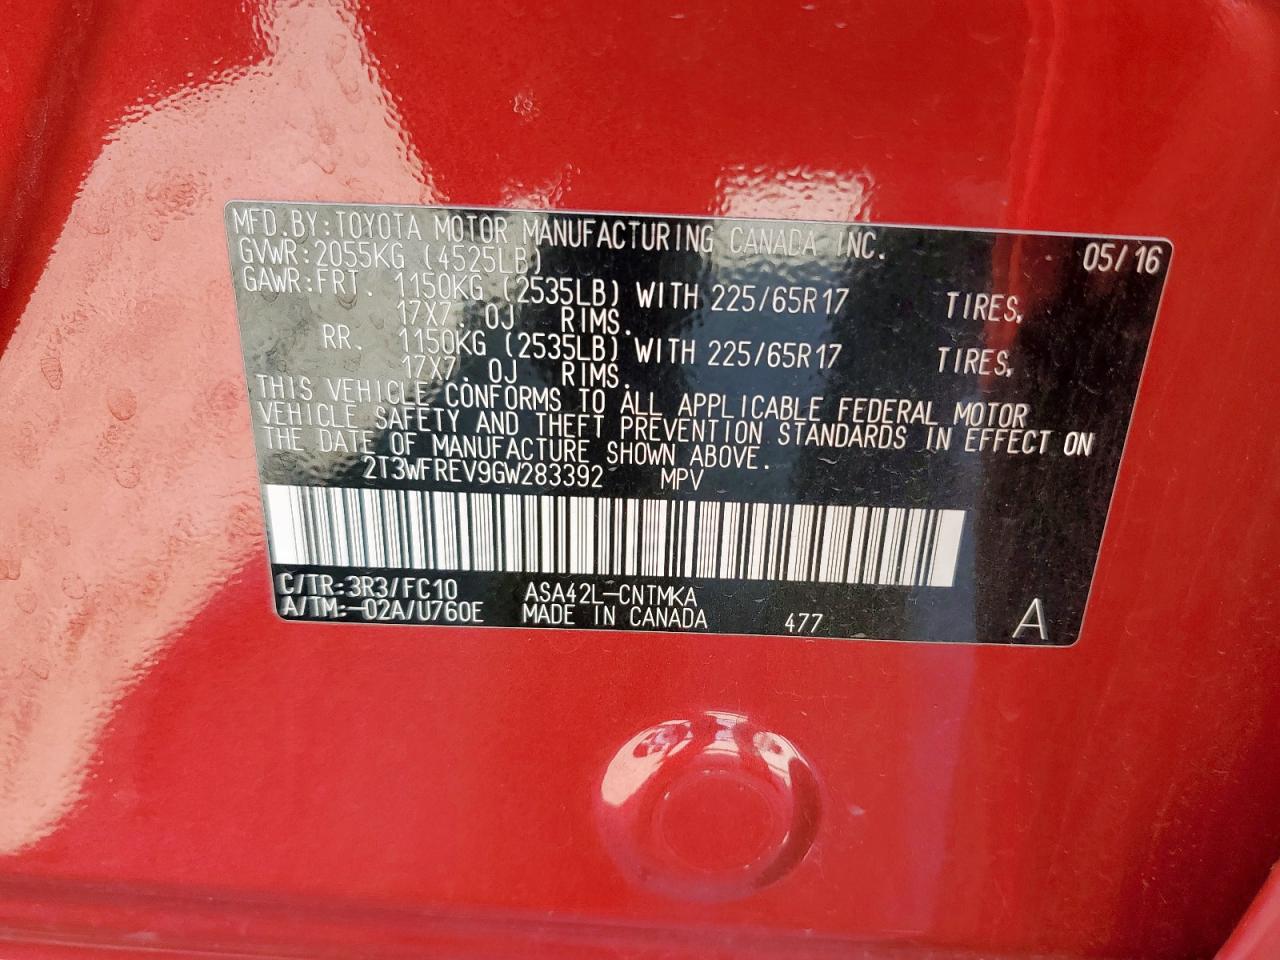 MFD.BY:TOYOTA MOTOR MANUFACTURING CANADA INC. 05/16
GVWR:2055KG (4525LB)
GAWR:FRT. 1150KG (2535LB) WITH 225/65R17 TIRES,
17X7.0J RIMS.
RR. 1150KG (2535LB) WITH 225/65R17 TIRES,
17X7.0J RIMS.
THIS VEHICLE CONFORMS TO ALL APPLICABLE FEDERAL MOTOR
VEHICLE SAFETY AND THEFT PREVENTION STANDARDS IN EFFECT ON
THE DATE OF MANUFACTURE SHOWN ABOVE.
2T3WFREV9GW283392 MPV
C/TR:3R3/FC10 ASA42L-CNTMKA
A/TM:-02A/U760E MADE IN CANADA 477 A